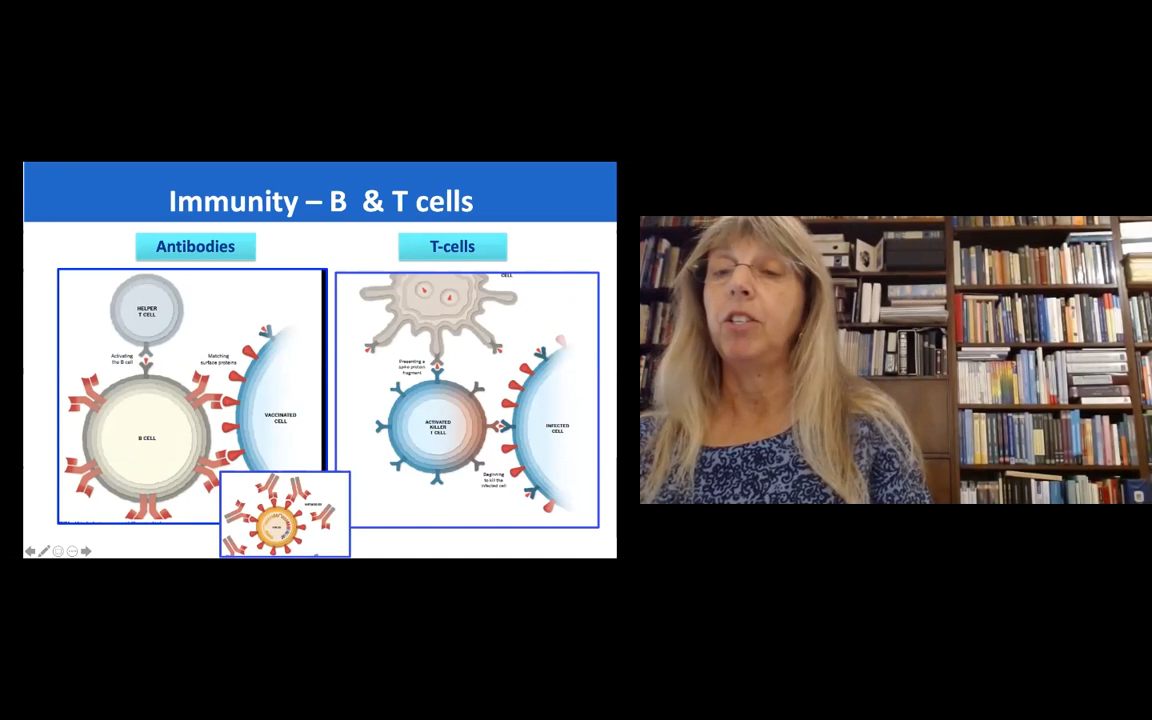 Immunity – B & T cells
Antibodies
T-cells
HELPER
T CELL
Activating
the B cell
Matching
surface proteins
B CELL
VACCINATED
CELL
CELL
Presenting a
spike protein
fragment
ACTIVATED
KILLER
T CELL
INFECTED
CELL
Beginning
to kill the
infected cell